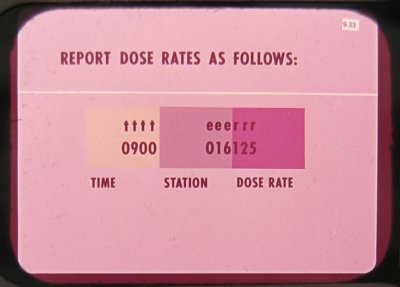 9.33
REPORT DOSE RATES AS FOLLOWS:
tttt eeerrr
0900 016125
TIME STATION DOSE RATE